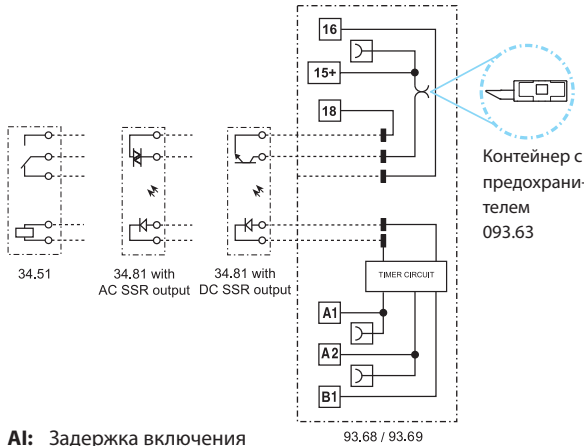 16
15+
18
Контейнер с
предохрани-
телем
093.63
34.51
34.81 with
AC SSR output
34.81 with
DC SSR output
TIMER CIRCUIT
A1
A2
B1
93.68 / 93.69
AI: Задержка включения